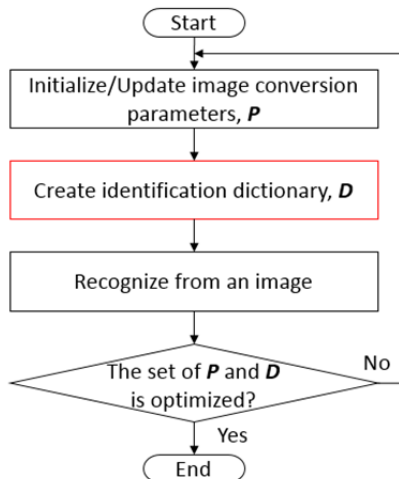 Start
Initialize/Update image conversion
parameters, P
Create identification dictionary, D
Recognize from an image
The set of P and D
is optimized?
No
Yes
End